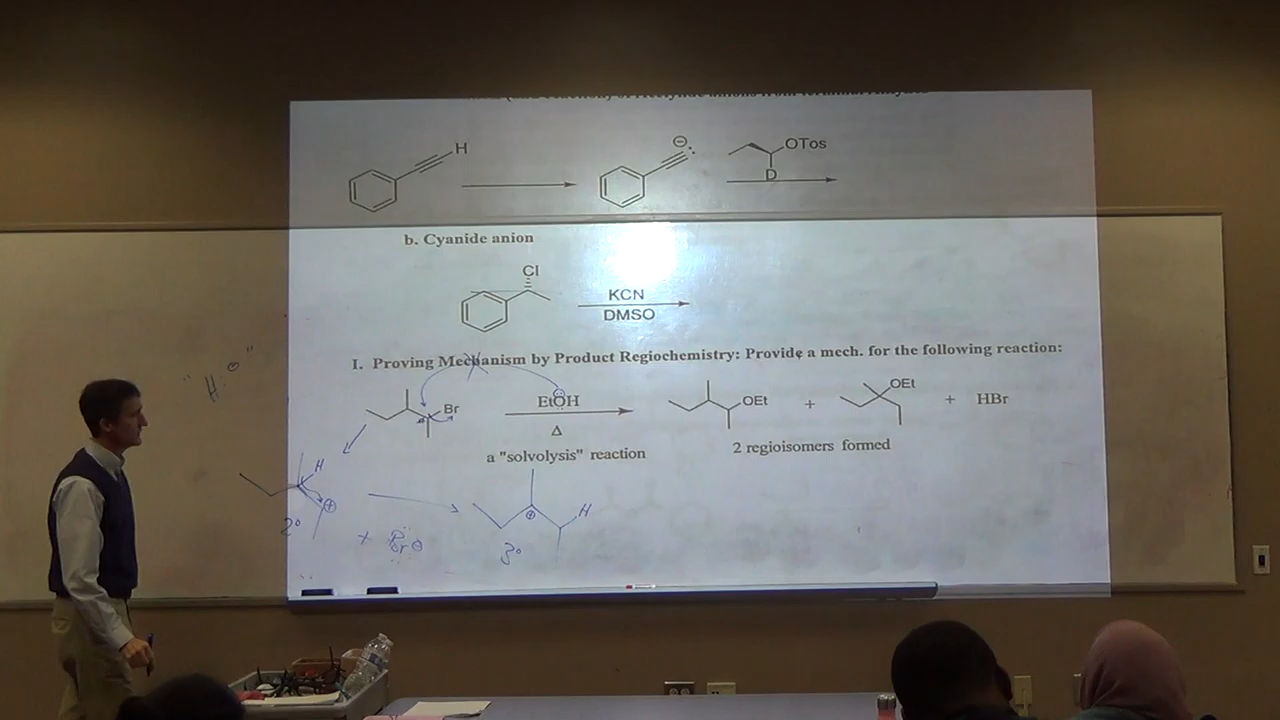 H
OTos
D
b. Cyanide anion
Cl
KCN
DMSO
I. Proving Mechanism by Product Regiochemistry: Provide a mech. for the following reaction:
"H:⊖"
Br
EtOH
Δ
OEt
+
OEt
+ HBr
a "solvolysis" reaction
2 regioisomers formed
H
⊕
2°
+ Br⊖
⊕
H
3°